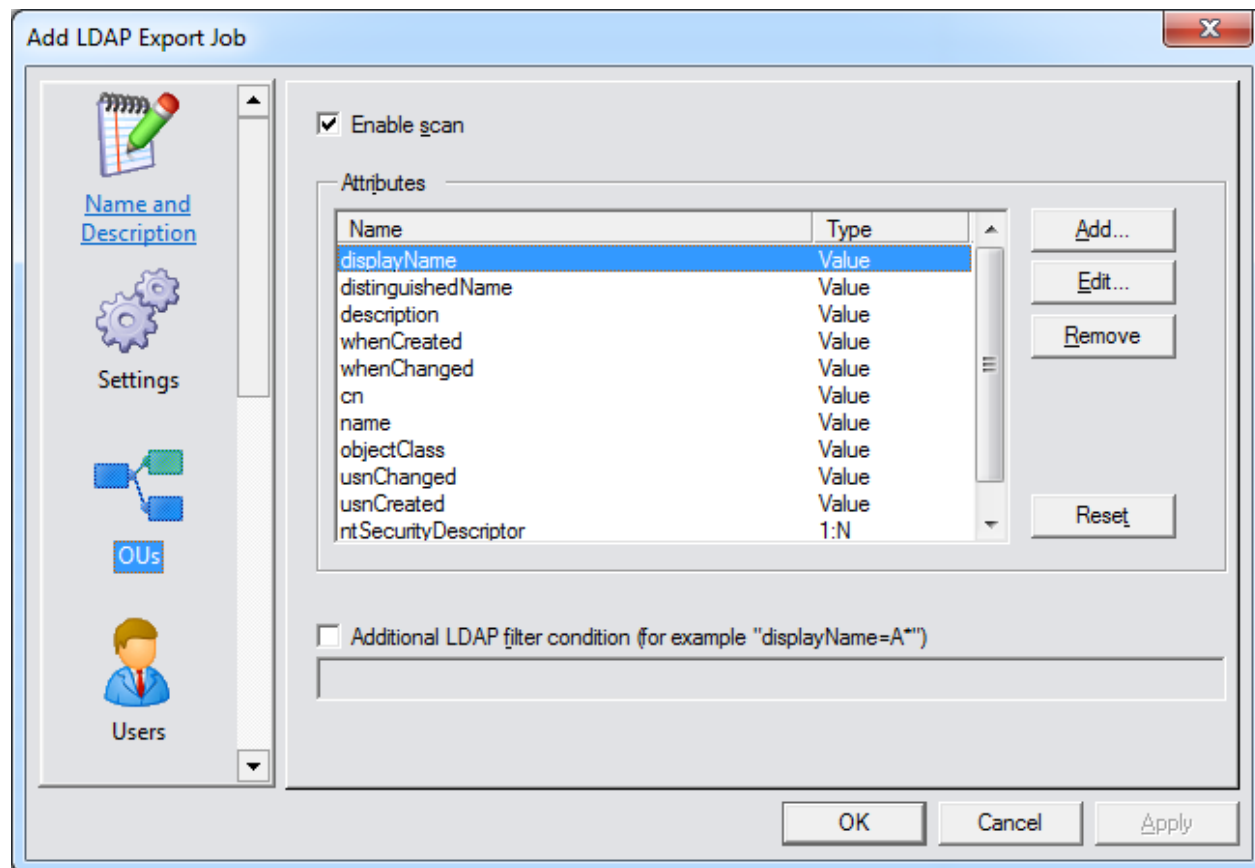 Add LDAP Export Job
Name and
Description
Settings
OUs
Users
Enable scan
Attributes
Name Type
displayName Value
distinguishedName Value
description Value
whenCreated Value
whenChanged Value
cn Value
name Value
objectClass Value
usnChanged Value
usnCreated Value
ntSecurityDescriptor 1:N
Add...
Edit...
Remove
Reset
Additional LDAP filter condition (for example "displayName=A*")
OK Cancel Apply